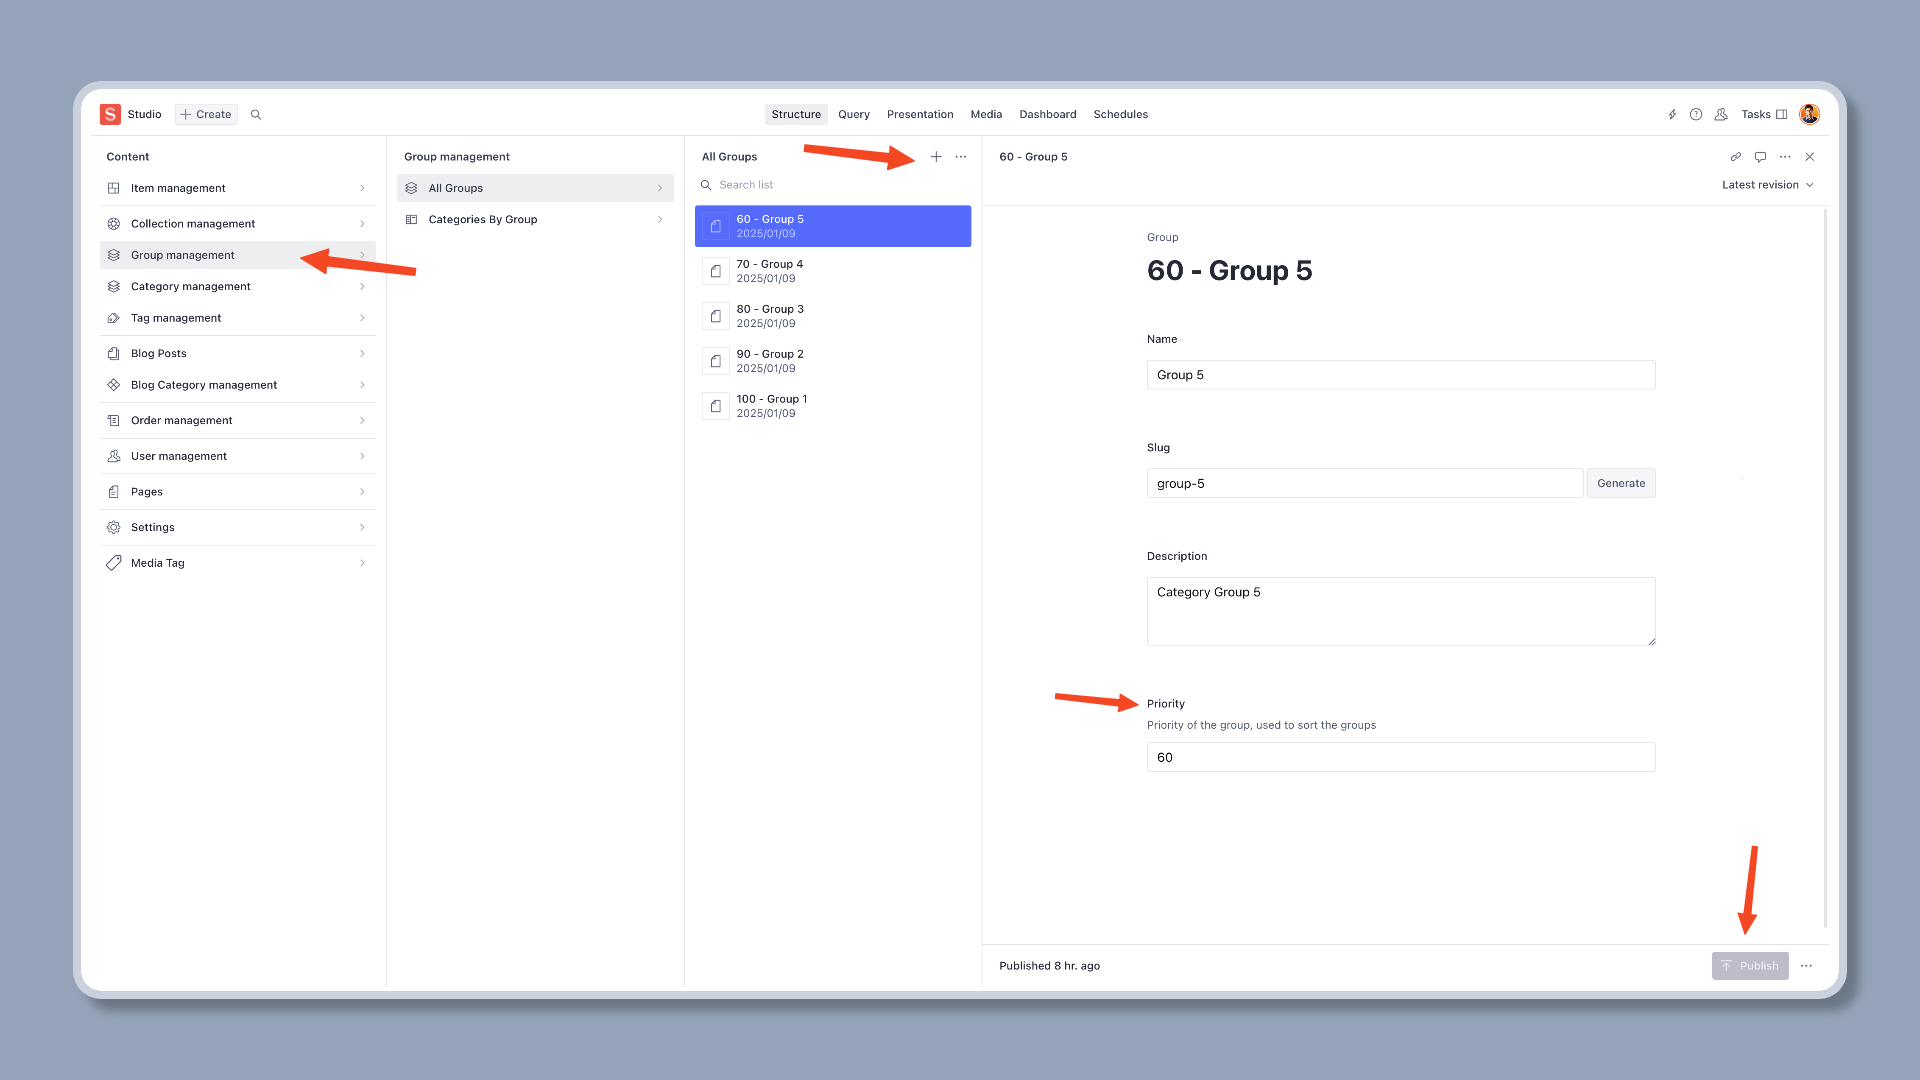 S Studio
Create
Structure Query Presentation Media Dashboard Schedules
Tasks
Content
Item management
Collection management
Group management
Category management
Tag management
Blog Posts
Blog Category management
Order management
User management
Pages
Settings
Media Tag
Group management
All Groups
Categories By Group
All Groups
Search list
60 - Group 5
2025/01/09
70 - Group 4
2025/01/09
80 - Group 3
2025/01/09
90 - Group 2
2025/01/09
100 - Group 1
2025/01/09
60 - Group 5
Latest revision
Group
60 - Group 5
Name
Group 5
Slug
group-5
Generate
Description
Category Group 5
Priority
Priority of the group, used to sort the groups
60
Published 8 hr. ago
Publish